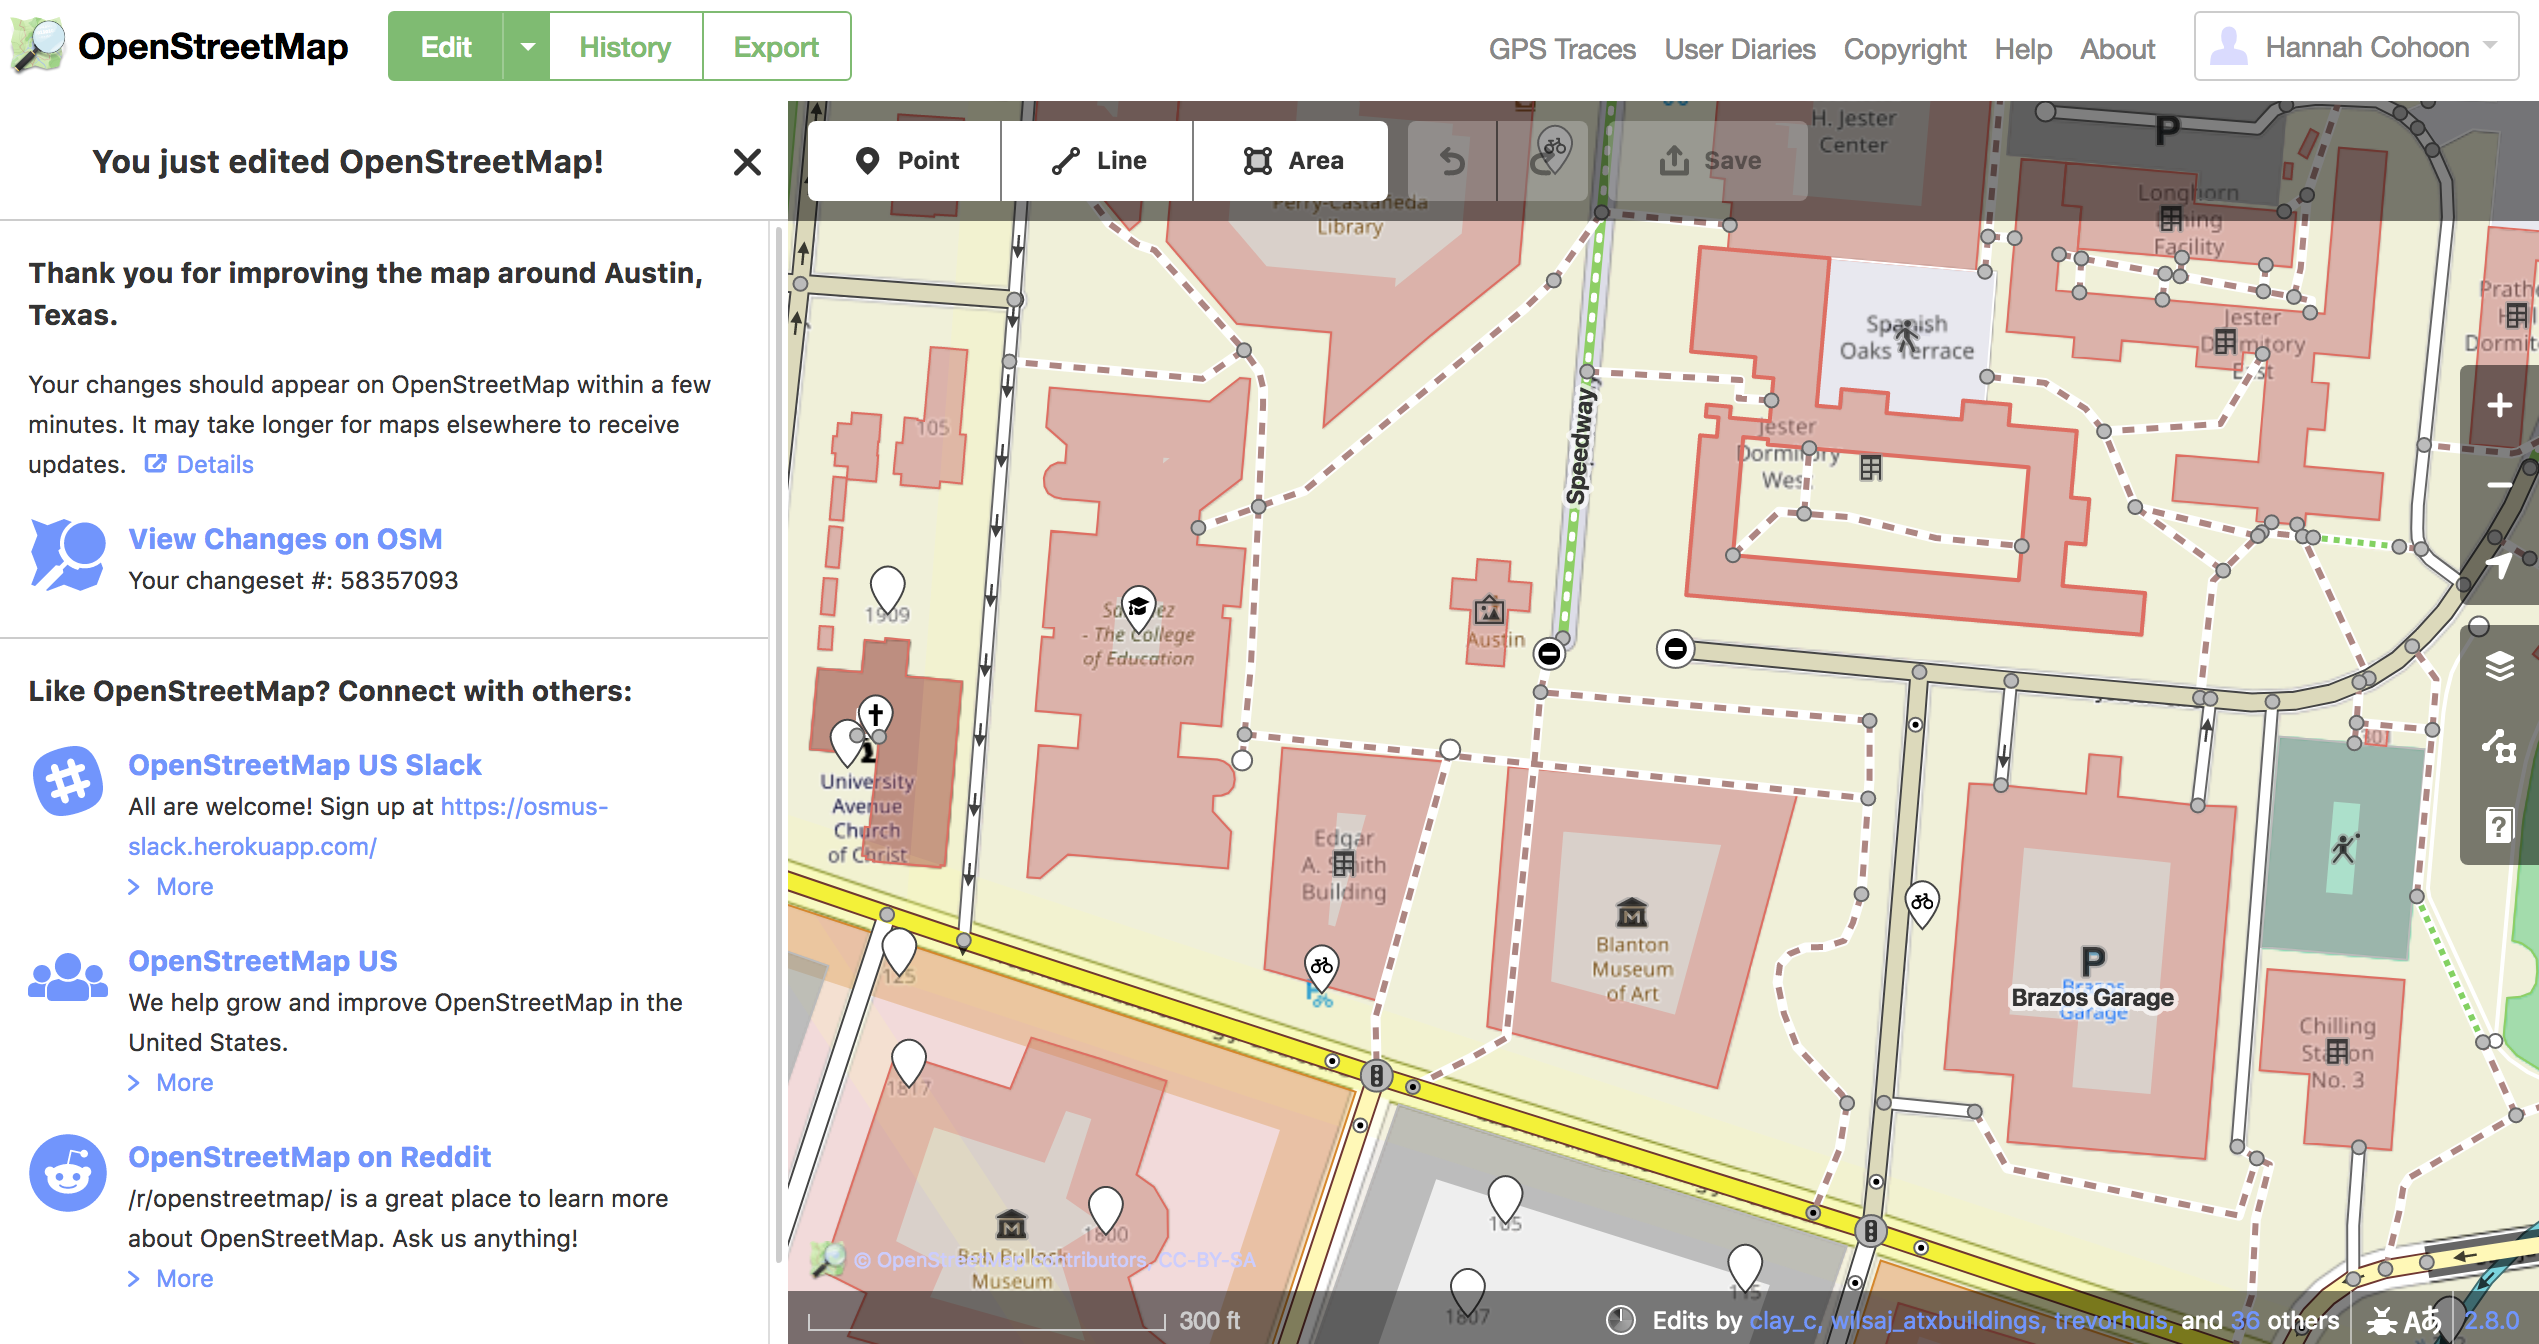 OpenStreetMap
Edit
History
Export
GPS Traces
User Diaries
Copyright
Help
About
Hannah Cohoon
You just edited OpenStreetMap!
Thank you for improving the map around Austin,
Texas.
Your changes should appear on OpenStreetMap within a few
minutes. It may take longer for maps elsewhere to receive
updates. Details
View Changes on OSM
Your changeset #: 58357093
Like OpenStreetMap? Connect with others:
OpenStreetMap US Slack
All are welcome! Sign up at https://osmus-
slack.herokuapp.com/
> More
OpenStreetMap US
We help grow and improve OpenStreetMap in the
United States.
> More
OpenStreetMap on Reddit
/r/openstreetmap/ is a great place to learn more
about OpenStreetMap. Ask us anything!
> More
Point
Line
Area
Save
H. Jester
Center
P
Perry-Castañeda
Library
Longhorn
Facility
Spanish
Oaks Terrace
Jester
Dormitory
East
Jester
Dormitory
West
Speedway
105
1909
- The College
of Education
Austin
University
Avenue
Church
of Christ
Edgar
A. Smith
Building
Blanton
Museum
of Art
P
Brazos Garage
Brazos
Garage
301
Chilling
Station
No. 3
125
1817
1800
Bob Bullock
Museum
165
115
1807
© OpenStreetMap contributors, CC-BY-SA
300 ft
Edits by clay_c, wilsaj_atxbuildings, trevorhuis, and 36 others
Aあ
2.8.0